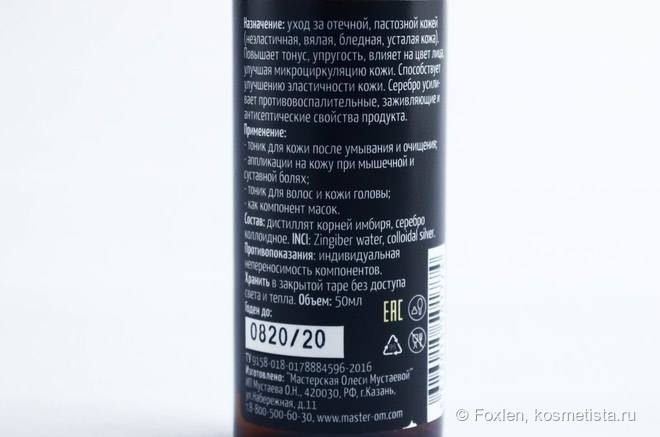 Назначение: уход за отечной, пастозной кожей
(неэластичная, вялая, бледная, усталая кожа).
Повышает тонус, упругость, влияет на цвет лица,
улучшая микроциркуляцию кожи. Способствует
улучшению эластичности кожи. Серебро усили-
вает противовоспалительные, заживляющие и
антисептические свойства продукта.
Применение:
- тоник для кожи после умывания и очищения;
- аппликации на кожу при мышечной и
суставной болях;
- тоник для волос и кожи головы;
- как компонент масок.
Состав: дистиллят корней имбиря, серебро
коллоидное. INCI: Zingiber water, colloidal silver.
Противопоказания: индивидуальная
непереносимость компонентов.
Хранить в закрытой таре без доступа
света и тепла. Объем: 50мл
Годен до:
0820/20
EAC
ТУ 9158-018-0178884596-2016
Изготовлено: "Мастерская Олеси Мустаевой"
ИП Мустаева О.Н., 420030, РФ, г.Казань,
ул.Набережная, д.11
т.8-800-500-60-30, www.master-om.com
© Foxlen, kosmetista.ru